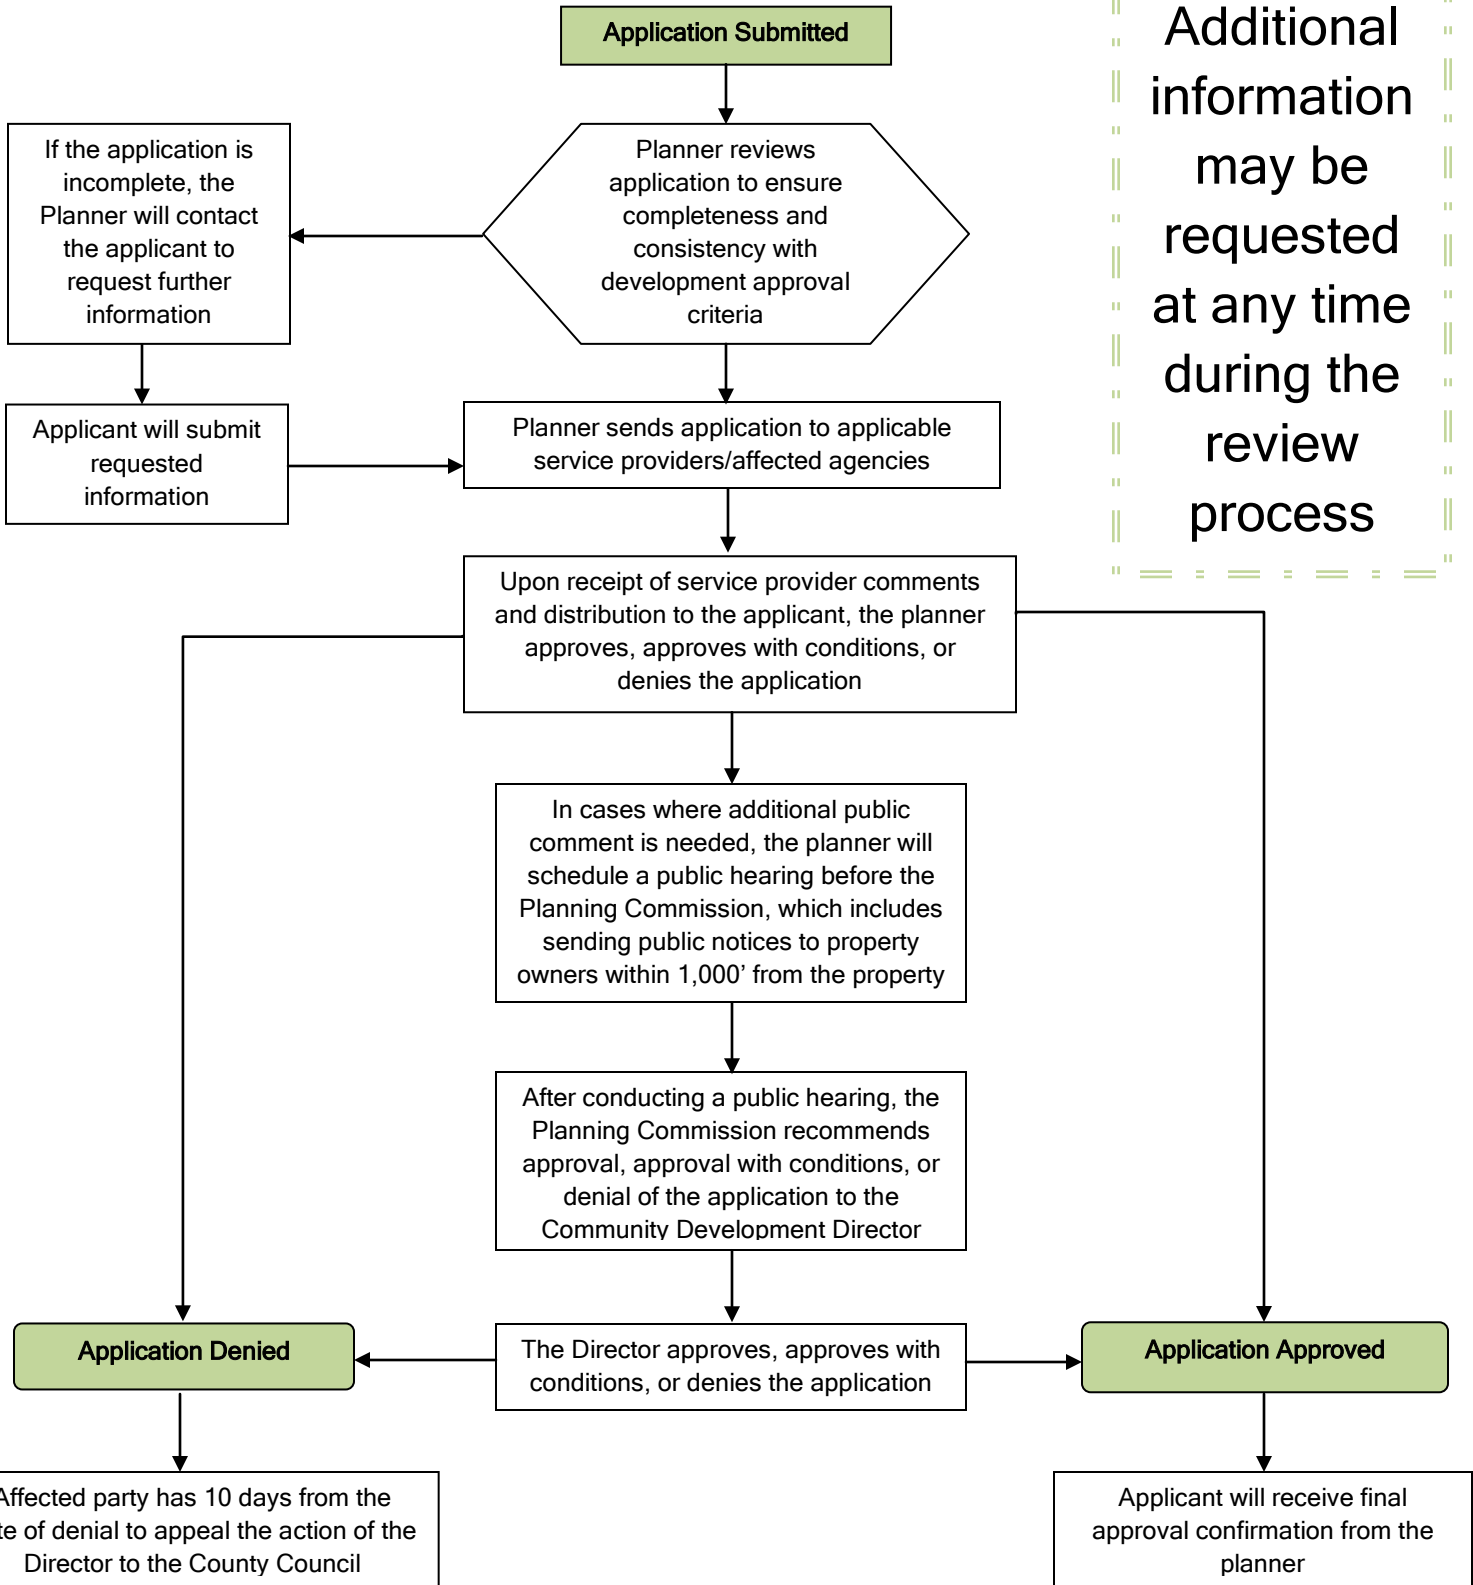 Application Submitted
Additional
information
may be
requested
at any time
during the
review
process
If the application is
incomplete, the
Planner will contact
the applicant to
request further
information
Planner reviews
application to ensure
completeness and
consistency with
development approval
criteria
Applicant will submit
requested
information
Planner sends application to applicable
service providers/affected agencies
Upon receipt of service provider comments
and distribution to the applicant, the planner
approves, approves with conditions, or
denies the application
In cases where additional public
comment is needed, the planner will
schedule a public hearing before the
Planning Commission, which includes
sending public notices to property
owners within 1,000’ from the property
After conducting a public hearing, the
Planning Commission recommends
approval, approval with conditions, or
denial of the application to the
Community Development Director
Application Denied
The Director approves, approves with
conditions, or denies the application
Application Approved
Affected party has 10 days from the
te of denial to appeal the action of the
Director to the County Council
Applicant will receive final
approval confirmation from the
planner